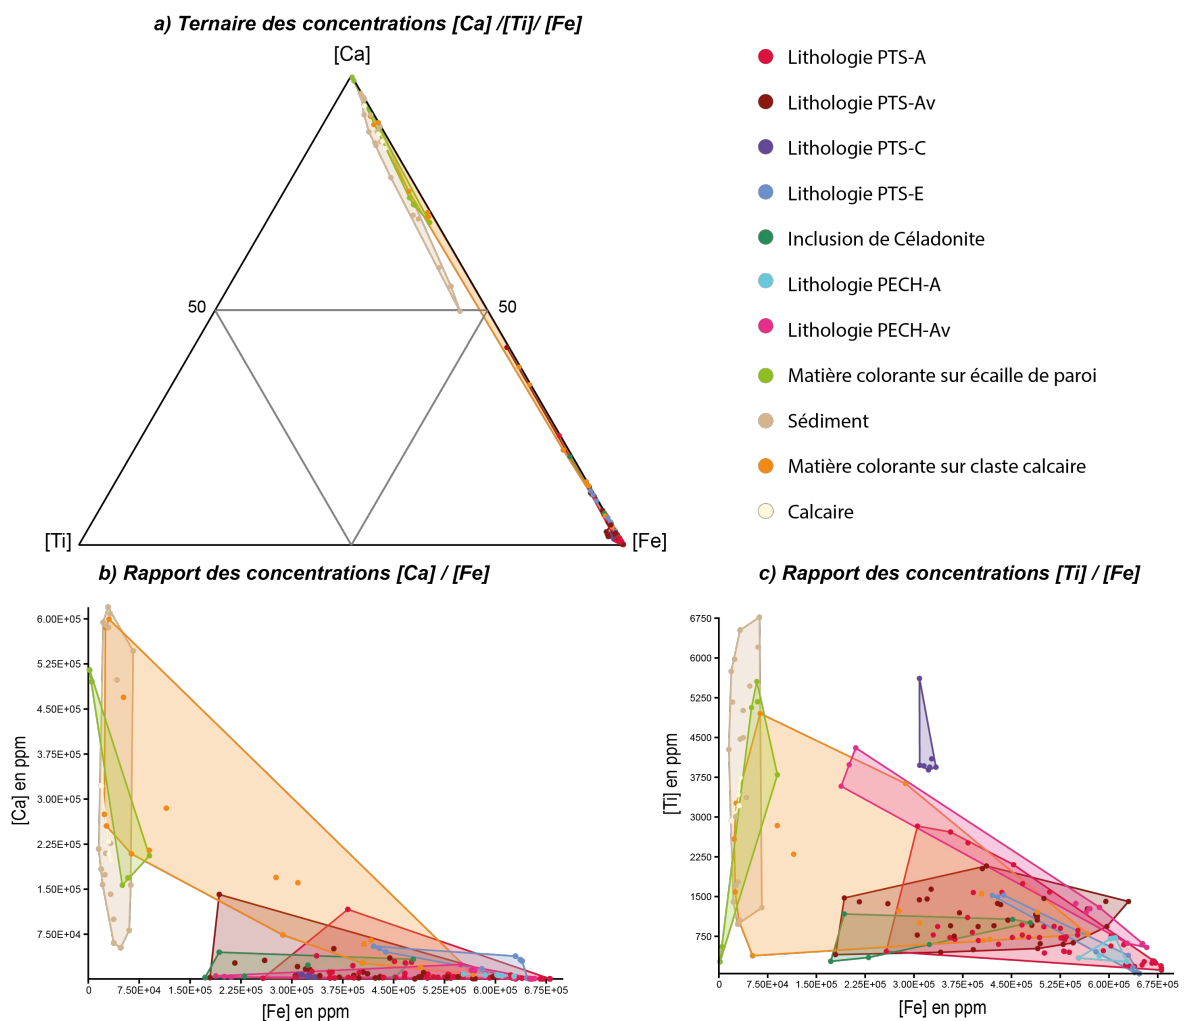 a) Ternaire des concentrations [Ca] /[Ti]/ [Fe]
[Ca]
50
50
[Ti]
[Fe]
Lithologie PTS-A
Lithologie PTS-Av
Lithologie PTS-C
Lithologie PTS-E
Inclusion de Céladonite
Lithologie PECH-A
Lithologie PECH-Av
Matière colorante sur écaille de paroi
Sédiment
Matière colorante sur claste calcaire
Calcaire
b) Rapport des concentrations [Ca] / [Fe]
[Ca] en ppm
6.00E+05
5.25E+05
4.50E+05
3.75E+05
3.00E+05
2.25E+05
1.50E+05
7.50E+04
0
7.50E+04
1.50E+05
2.25E+05
3.00E+05
3.75E+05
4.50E+05
5.25E+05
6.00E+05
6.75E+05
[Fe] en ppm
c) Rapport des concentrations [Ti] / [Fe]
[Ti] en ppm
6750
6000
5250
4500
3750
3000
2250
1500
750
0
7.50E+04
1.50E+05
2.25E+05
3.00E+05
3.75E+05
4.50E+05
5.25E+05
6.00E+05
6.75E+05
[Fe] en ppm